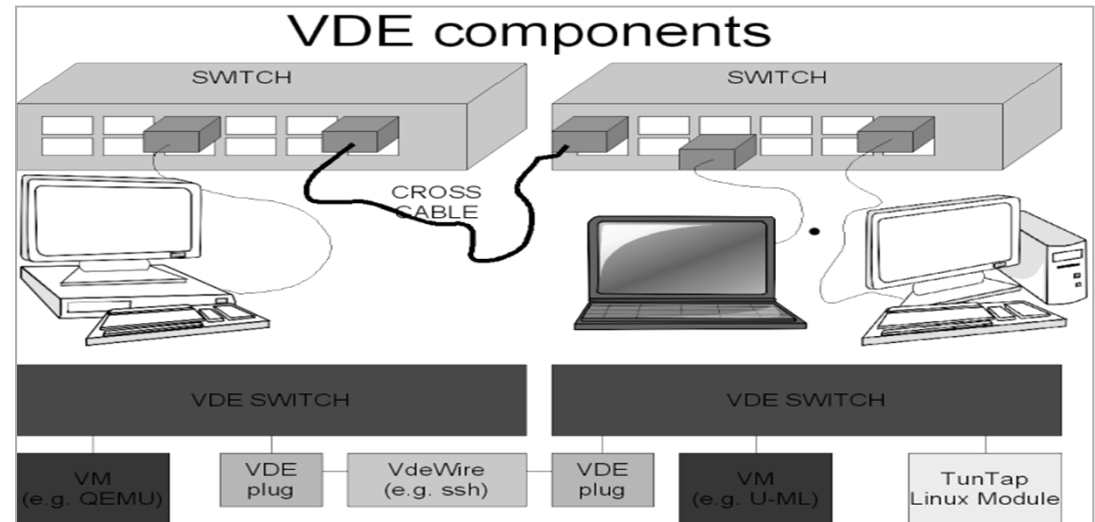 VDE components
SWITCH
SWITCH
CROSS
CABLE
VDE SWITCH
VDE SWITCH
VM
(e.g. QEMU)
VDE
plug
VdeWire
(e.g. ssh)
VDE
plug
VM
(e.g. U-ML)
TunTap
Linux Module